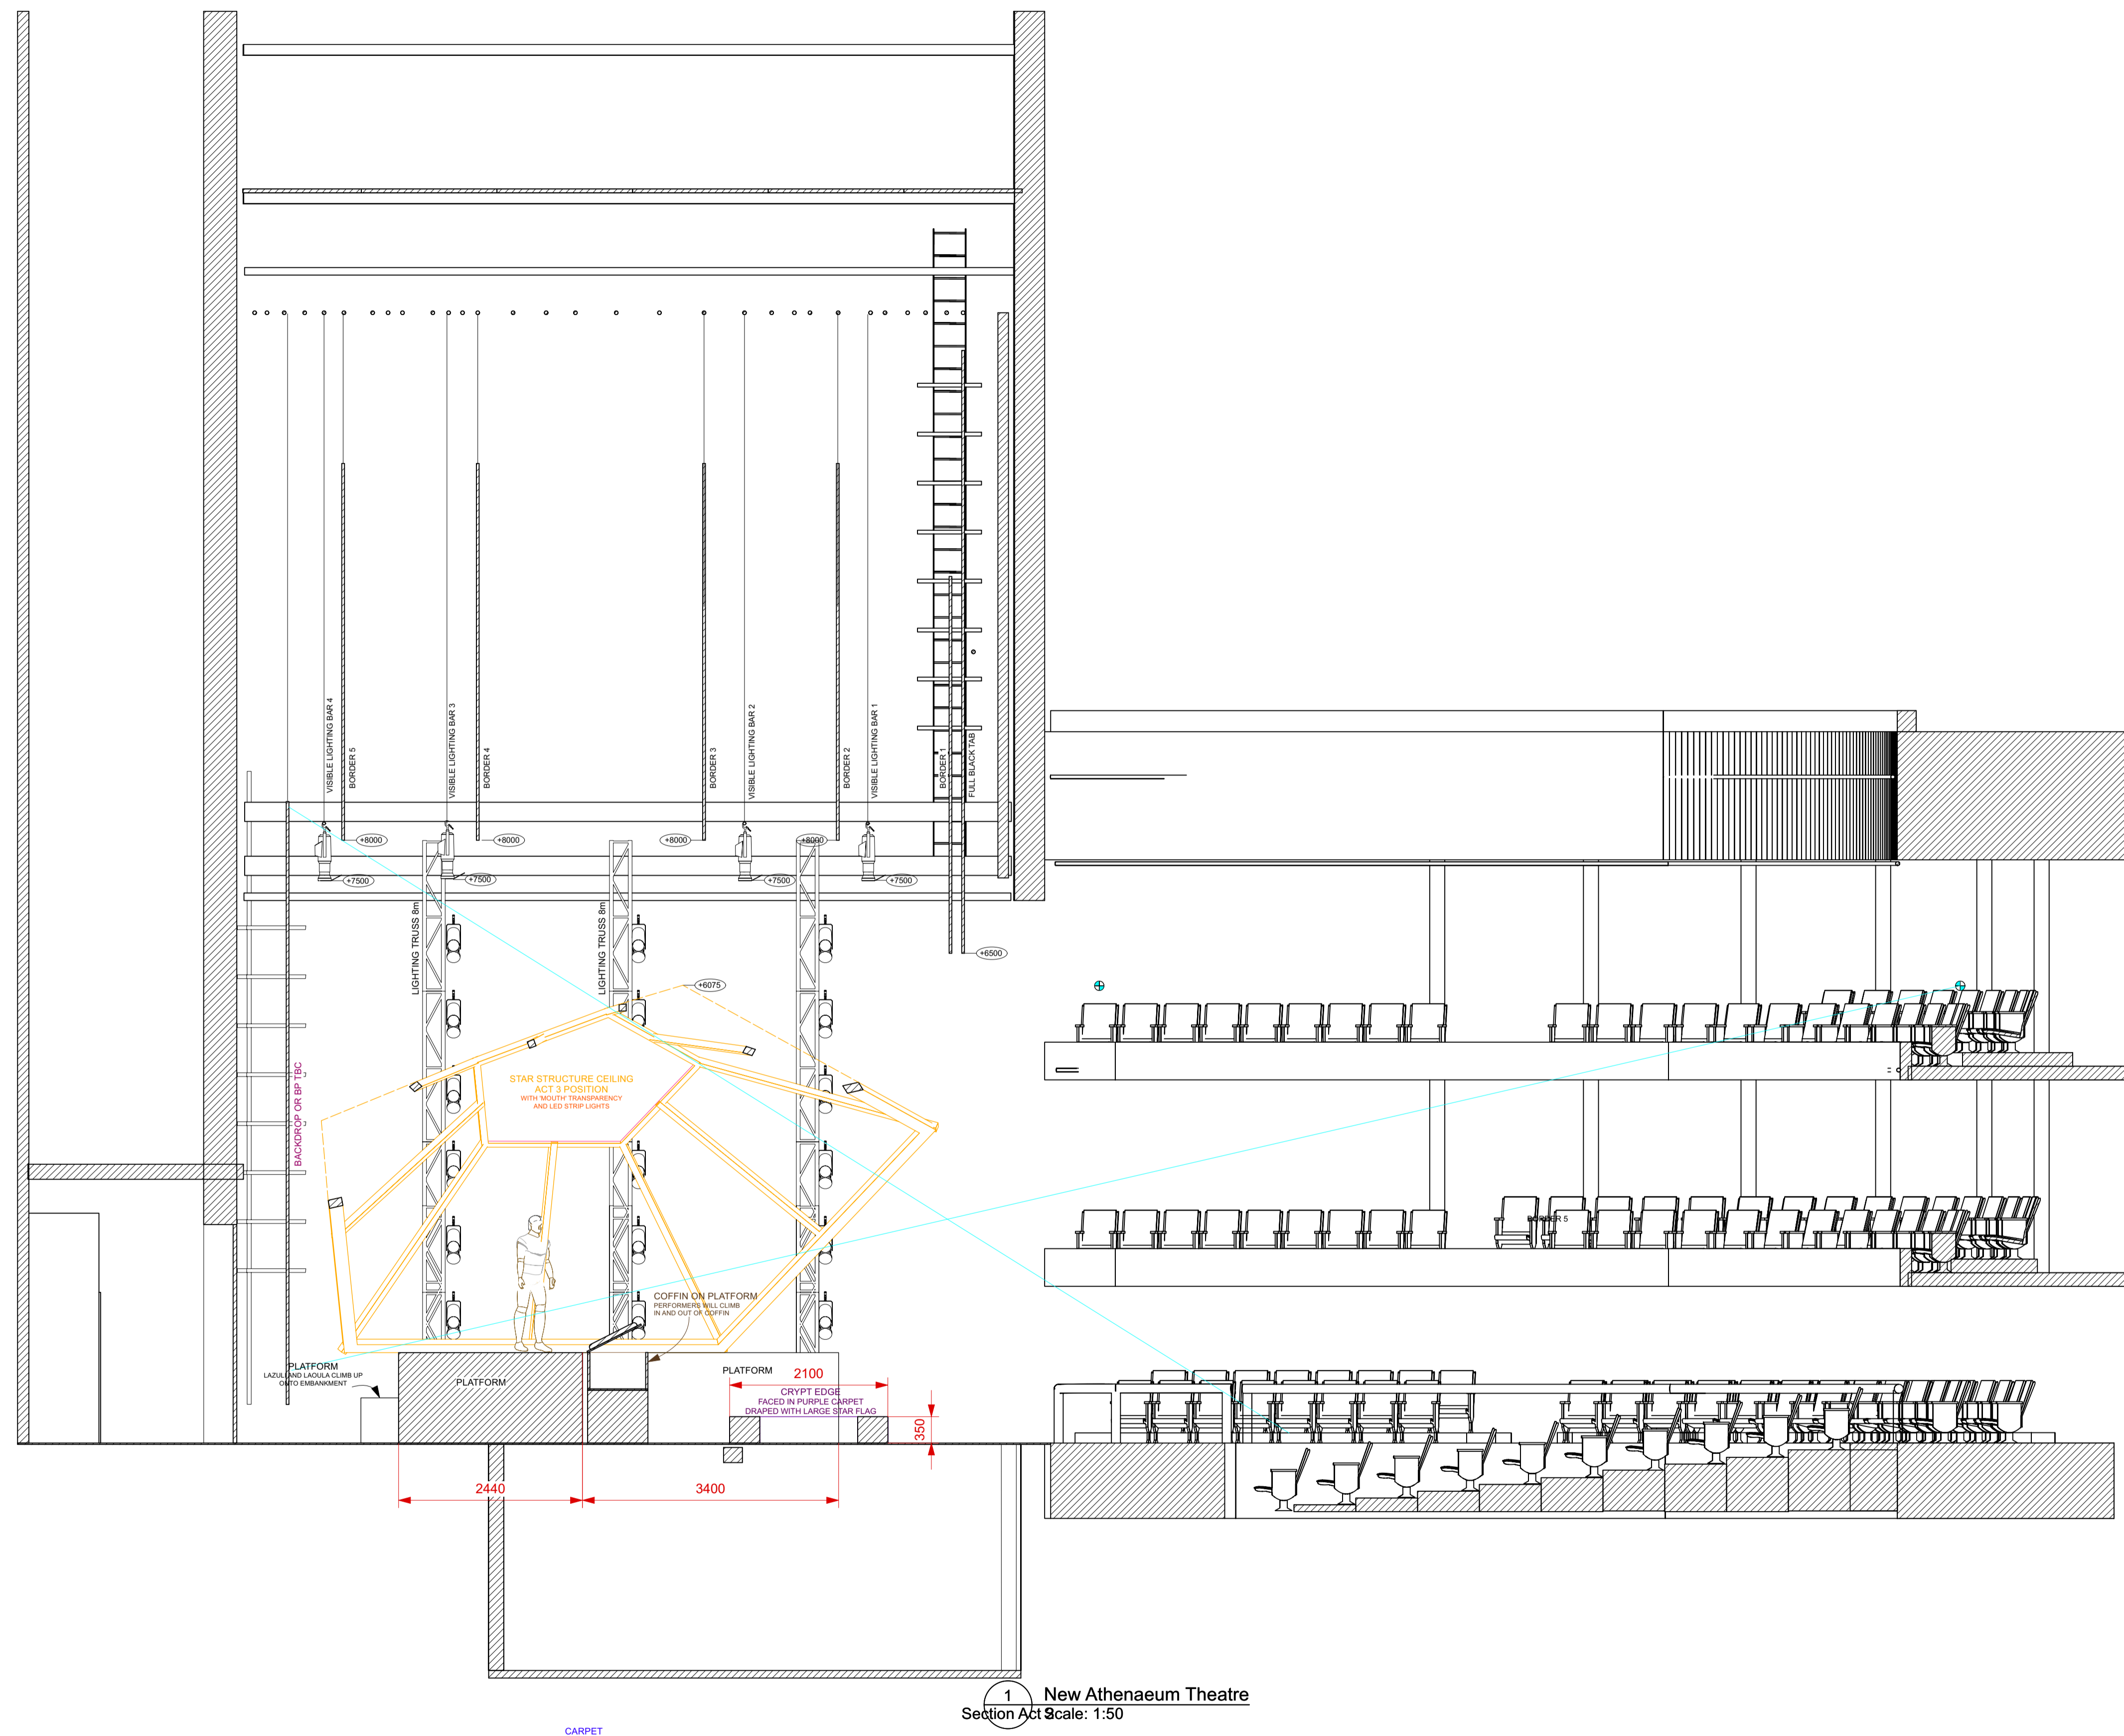 VISIBLE LIGHTING BAR 4
BORDER 5
VISIBLE LIGHTING BAR 3
BORDER 4
BORDER 3
VISIBLE LIGHTING BAR 2
BORDER 2
VISIBLE LIGHTING BAR 1
BORDER 1
FULL BLACK TAB
+8000
+8000
+8000
+8000
+7500
+7500
+7500
+7500
LIGHTING TRUSS 8m
LIGHTING TRUSS 8m
+6500
+6075
BACKDROP OR BP TBC
STAR STRUCTURE CEILING
ACT 3 POSITION
WITH 'MOUTH' TRANSPARENCY
AND LED STRIP LIGHTS
BORDER 5
COFFIN ON PLATFORM
PERFORMERS WILL CLIMB
IN AND OUT OF COFFIN
PLATFORM
LAZULI AND LAOULA CLIMB UP
ONTO EMBANKMENT
PLATFORM
PLATFORM
2100
CRYPT EDGE
FACED IN PURPLE CARPET
DRAPED WITH LARGE STAR FLAG
350
2440
3400
1
New Athenaeum Theatre
Section Act Scale: 1:50
CARPET